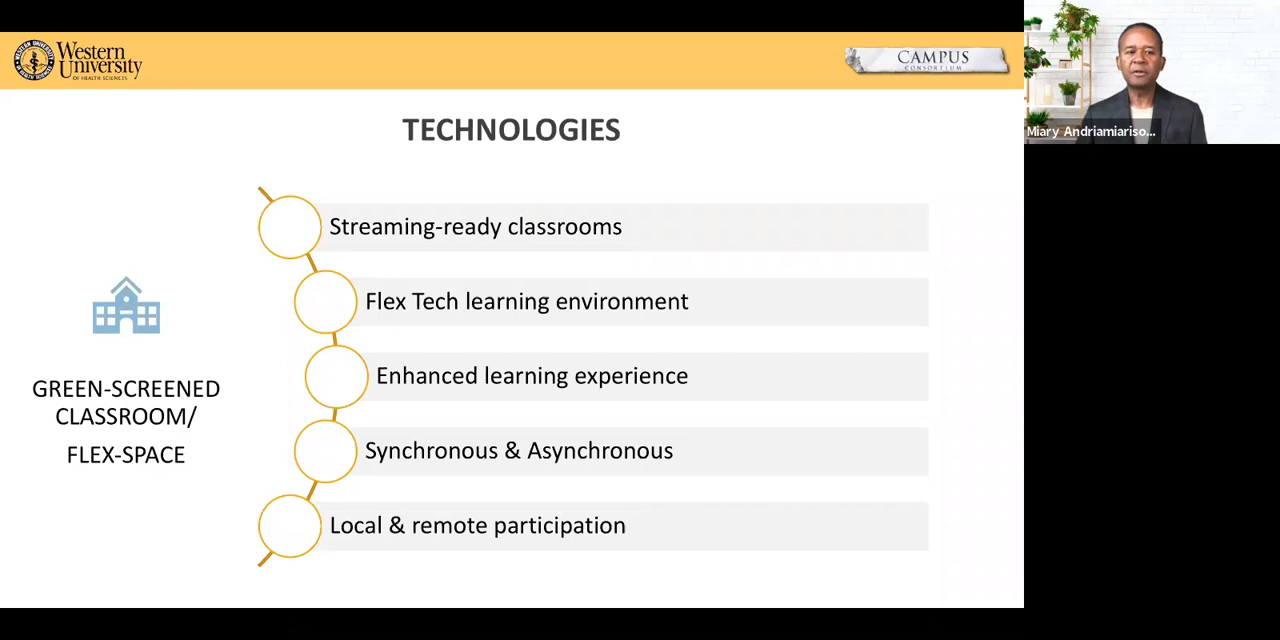 Western
University
OF HEALTH SCIENCES
CAMPUS
CONSORTIUM
Miary Andriamiariso...
TECHNOLOGIES
GREEN-SCREENED
CLASSROOM/
FLEX-SPACE
Streaming-ready classrooms
Flex Tech learning environment
Enhanced learning experience
Synchronous & Asynchronous
Local & remote participation